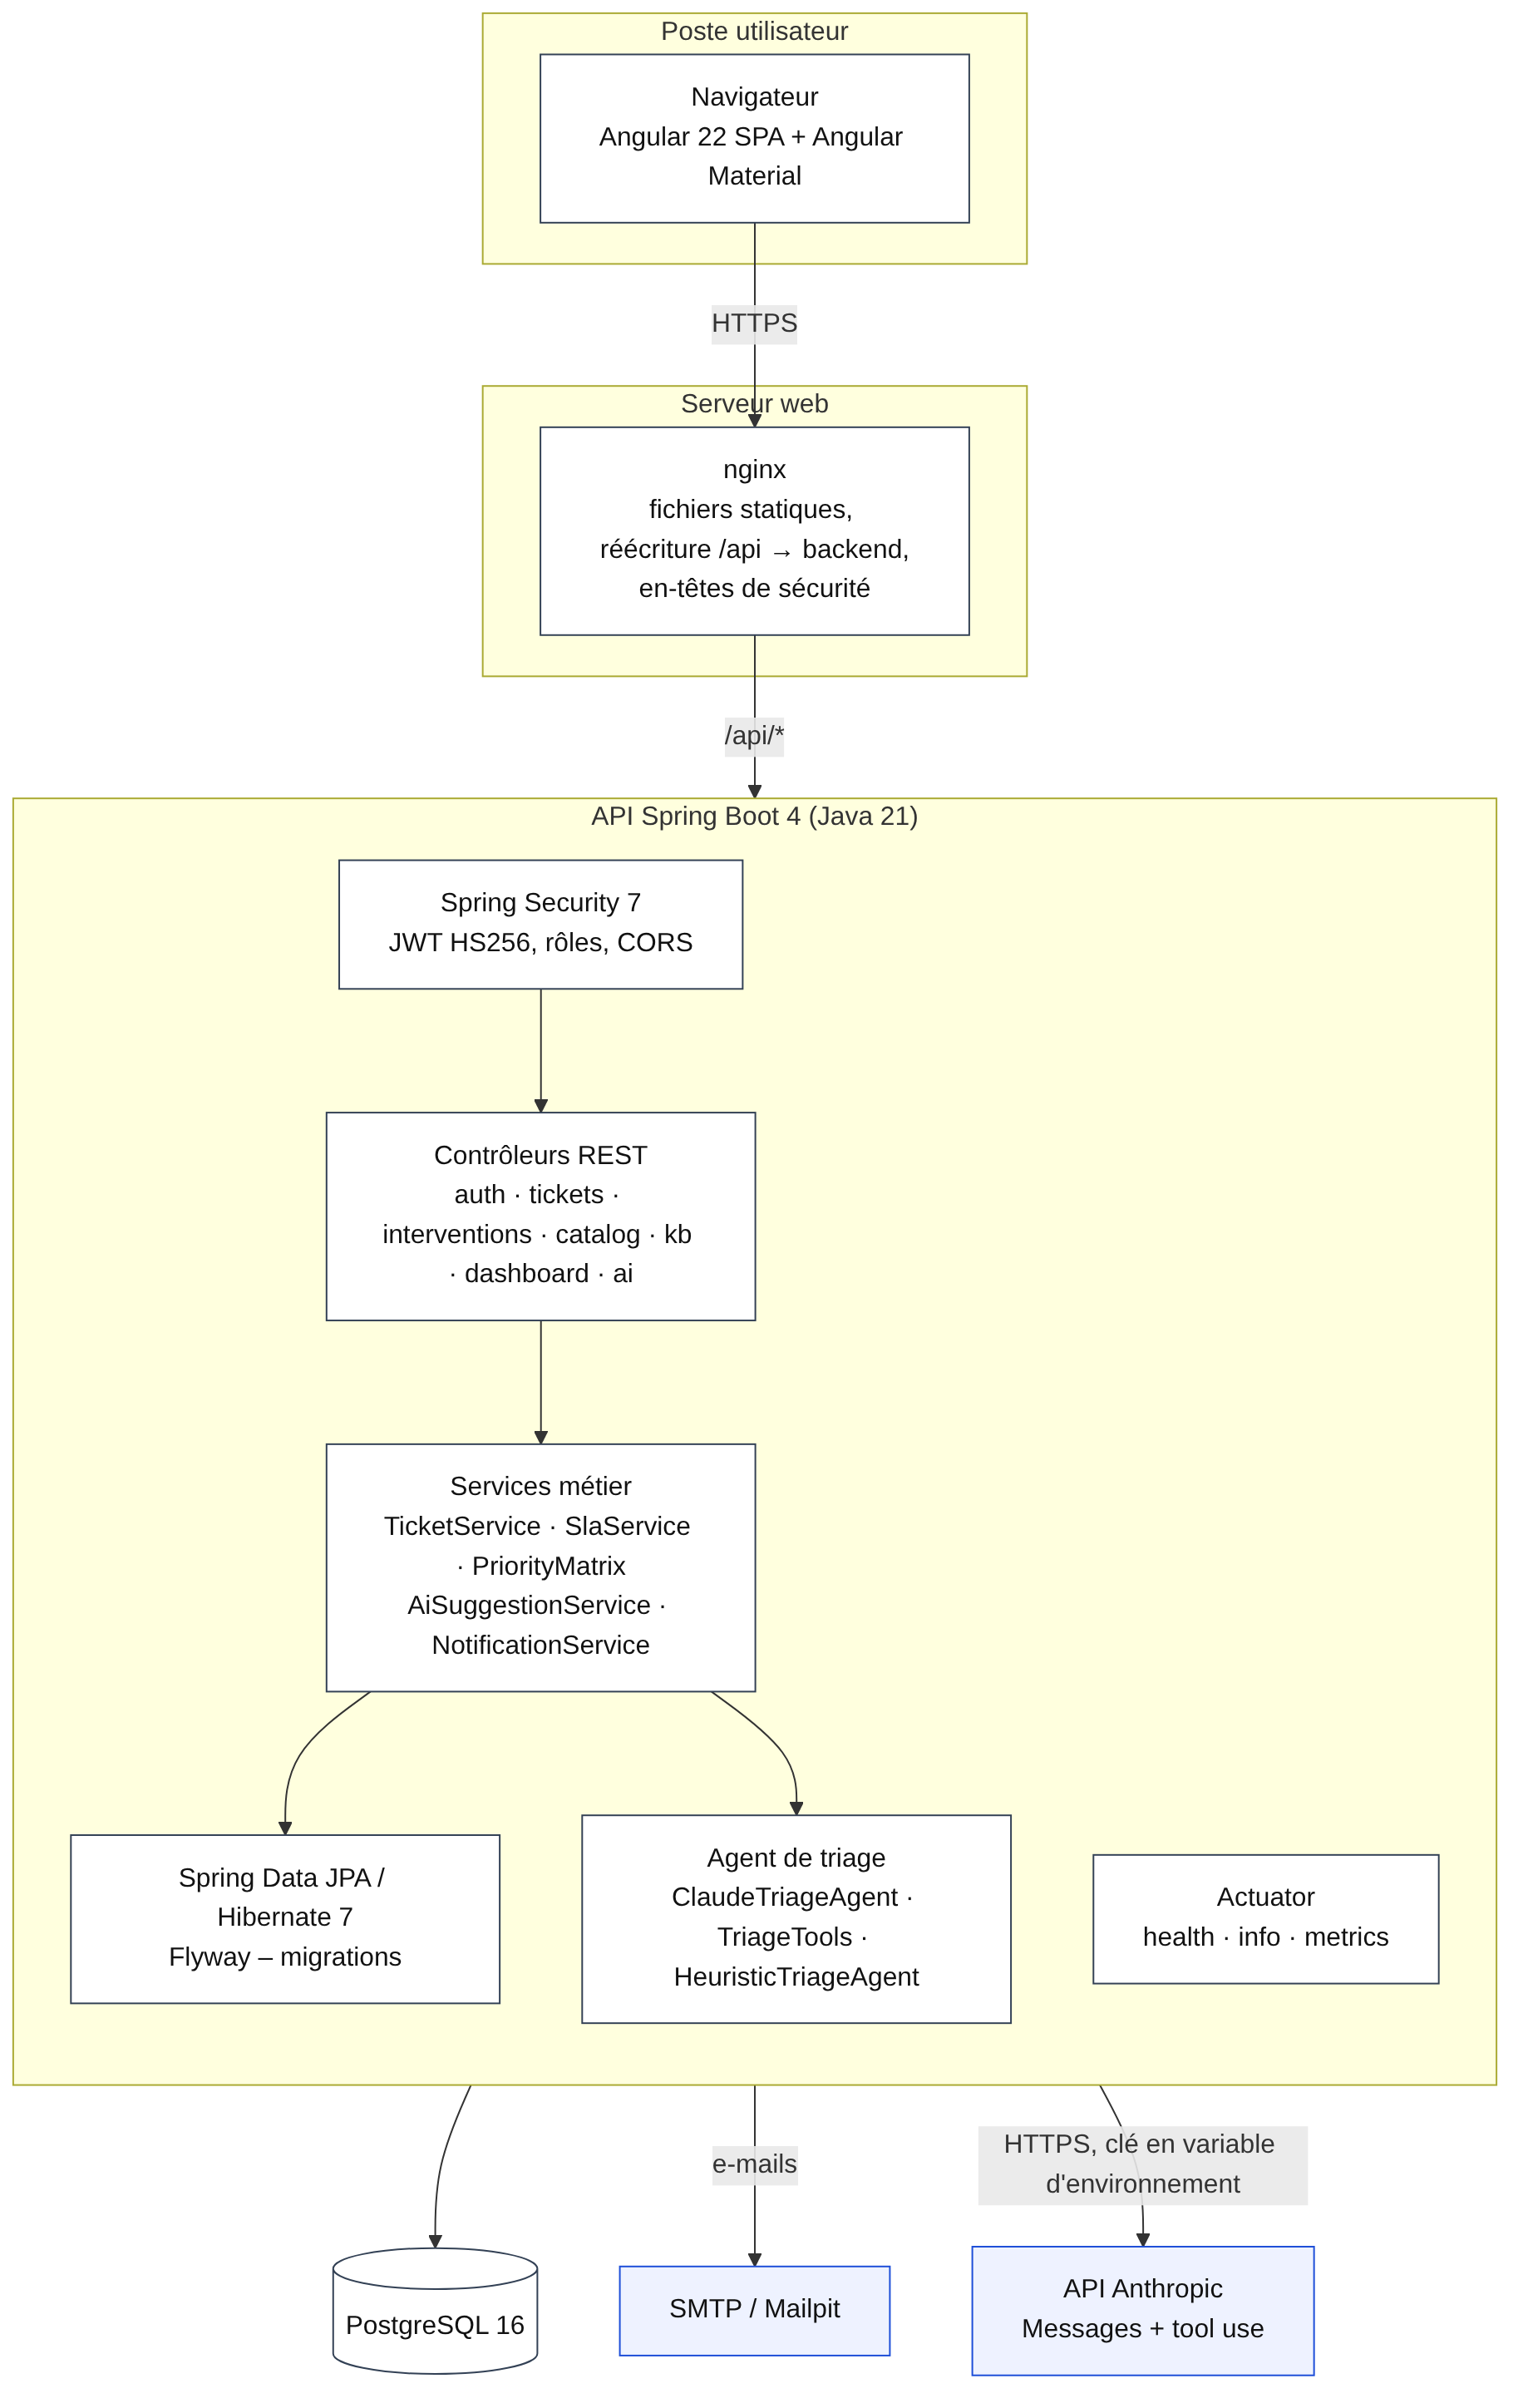 Poste utilisateur
Navigateur
Angular 22 SPA + Angular
Material
HTTPS
Serveur web
nginx
fichiers statiques,
réécriture /api → backend,
en-têtes de sécurité
/api/*
API Spring Boot 4 (Java 21)
Spring Security 7
JWT HS256, rôles, CORS
Contrôleurs REST
auth · tickets ·
interventions · catalog · kb
· dashboard · ai
Services métier
TicketService · SlaService
· PriorityMatrix
AiSuggestionService ·
NotificationService
Spring Data JPA /
Hibernate 7
Flyway – migrations
Agent de triage
ClaudeTriageAgent ·
TriageTools ·
HeuristicTriageAgent
Actuator
health · info · metrics
e-mails
HTTPS, clé en variable
d'environnement
PostgreSQL 16
SMTP / Mailpit
API Anthropic
Messages + tool use